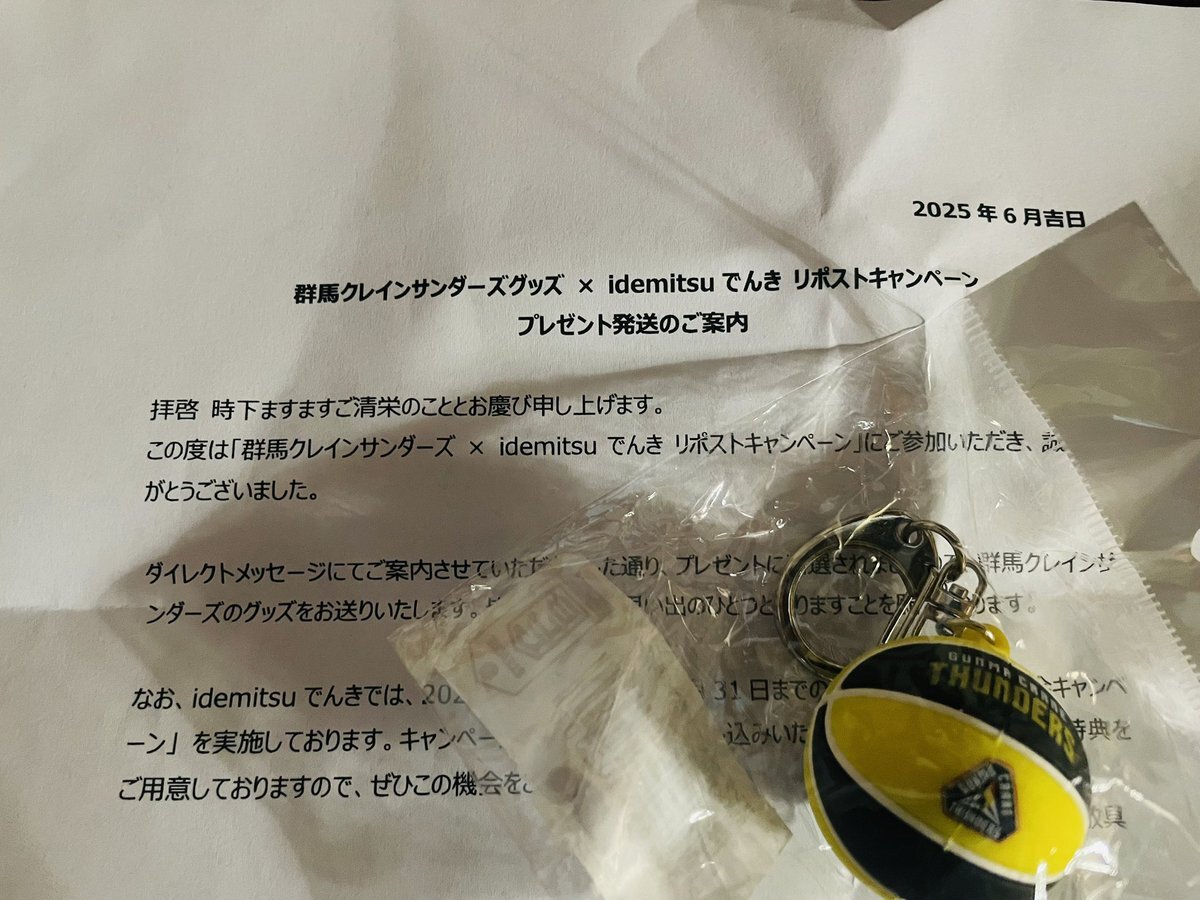 2025 年 6 月吉日
群馬クレインサンダーズグッズ × idemitsu でんき リポストキャンペーン
プレゼント発送のご案内
拝啓 時下ますますご清栄のこととお慶び申し上げます。
この度は「群馬クレインサンダーズ × idemitsu でんき リポストキャンペーン」にご参加いただき、
がとうございました。
ダイレクトメッセージにてご案内させていただ た通り、プレゼントに 選され 群馬クレインサ
ンダーズのグッズをお送りいたします。 い出のひとつと りますことを
なお、idemitsu でんきでは、202 31 日までの キャンペ
ーン」 を実施しております。キャンペー 込みいた 特典を
ご用意しておりますので、ぜひこの機会を
敬具
GUNMA CRANE
THUNDERS